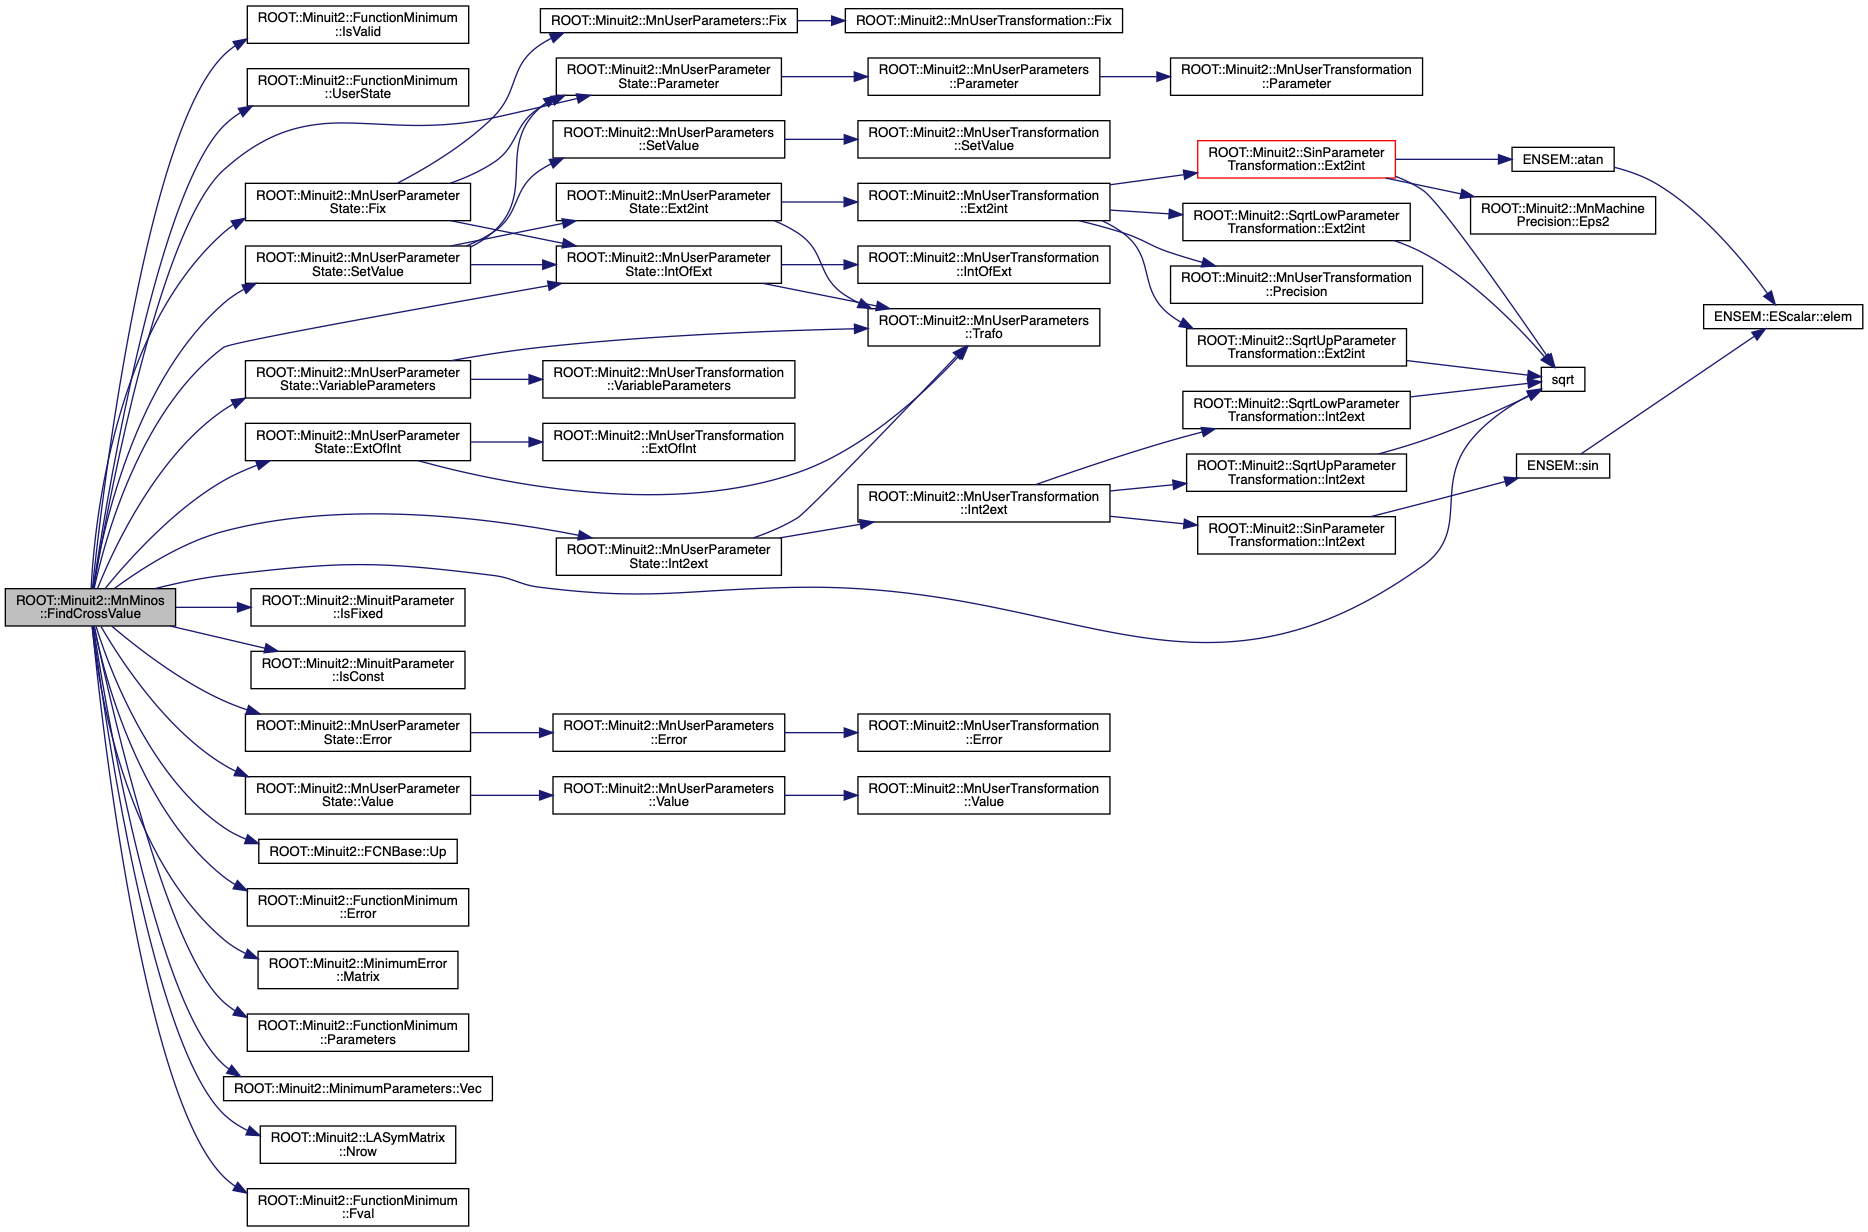 ROOT::Minuit2::MnMinos
::FindCrossValue
ROOT::Minuit2::FunctionMinimum
::IsValid
ROOT::Minuit2::FunctionMinimum
::UserState
ROOT::Minuit2::MnUserParameter
State::Fix
ROOT::Minuit2::MnUserParameter
State::SetValue
ROOT::Minuit2::MnUserParameter
State::VariableParameters
ROOT::Minuit2::MnUserParameter
State::ExtOfInt
ROOT::Minuit2::MinuitParameter
::IsFixed
ROOT::Minuit2::MinuitParameter
::IsConst
ROOT::Minuit2::MnUserParameter
State::Error
ROOT::Minuit2::MnUserParameter
State::Value
ROOT::Minuit2::FCNBase::Up
ROOT::Minuit2::FunctionMinimum
::Error
ROOT::Minuit2::MinimumError
::Matrix
ROOT::Minuit2::FunctionMinimum
::Parameters
ROOT::Minuit2::MinimumParameters::Vec
ROOT::Minuit2::LASymMatrix
::Nrow
ROOT::Minuit2::FunctionMinimum
::Fval
ROOT::Minuit2::MnUserParameters::Fix
ROOT::Minuit2::MnUserParameter
State::Parameter
ROOT::Minuit2::MnUserParameters
::SetValue
ROOT::Minuit2::MnUserParameter
State::Ext2int
ROOT::Minuit2::MnUserParameter
State::IntOfExt
ROOT::Minuit2::MnUserTransformation
::VariableParameters
ROOT::Minuit2::MnUserTransformation
::ExtOfInt
ROOT::Minuit2::MnUserParameter
State::Int2ext
ROOT::Minuit2::MnUserParameters
::Error
ROOT::Minuit2::MnUserParameters
::Value
ROOT::Minuit2::MnUserTransformation::Fix
ROOT::Minuit2::MnUserParameters
::Parameter
ROOT::Minuit2::MnUserTransformation
::SetValue
ROOT::Minuit2::MnUserTransformation
::Ext2int
ROOT::Minuit2::MnUserTransformation
::IntOfExt
ROOT::Minuit2::MnUserParameters
::Trafo
ROOT::Minuit2::MnUserTransformation
::Int2ext
ROOT::Minuit2::MnUserTransformation
::Error
ROOT::Minuit2::MnUserTransformation
::Value
ROOT::Minuit2::MnUserTransformation
::Parameter
ROOT::Minuit2::SinParameter
Transformation::Ext2int
ROOT::Minuit2::SqrtLowParameter
Transformation::Ext2int
ROOT::Minuit2::MnUserTransformation
::Precision
ROOT::Minuit2::SqrtUpParameter
Transformation::Ext2int
ROOT::Minuit2::SqrtLowParameter
Transformation::Int2ext
ROOT::Minuit2::SqrtUpParameter
Transformation::Int2ext
ROOT::Minuit2::SinParameter
Transformation::Int2ext
ENSEM::atan
ROOT::Minuit2::MnMachine
Precision::Eps2
sqrt
ENSEM::sin
ENSEM::EScalar::elem